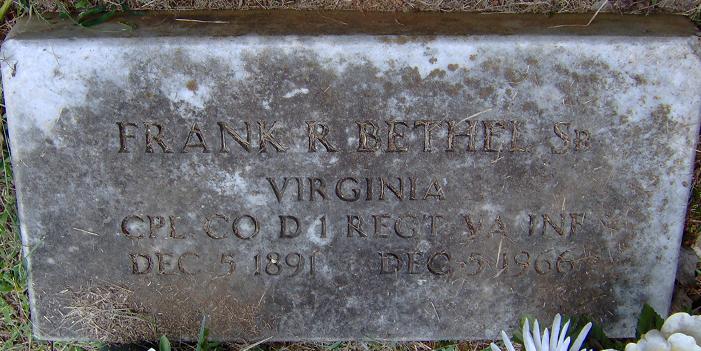 FRANK R BETHEL SR
VIRGINIA
CPL CO D 1 REGT VA INF
DEC 5 1891 DEC 5 1966